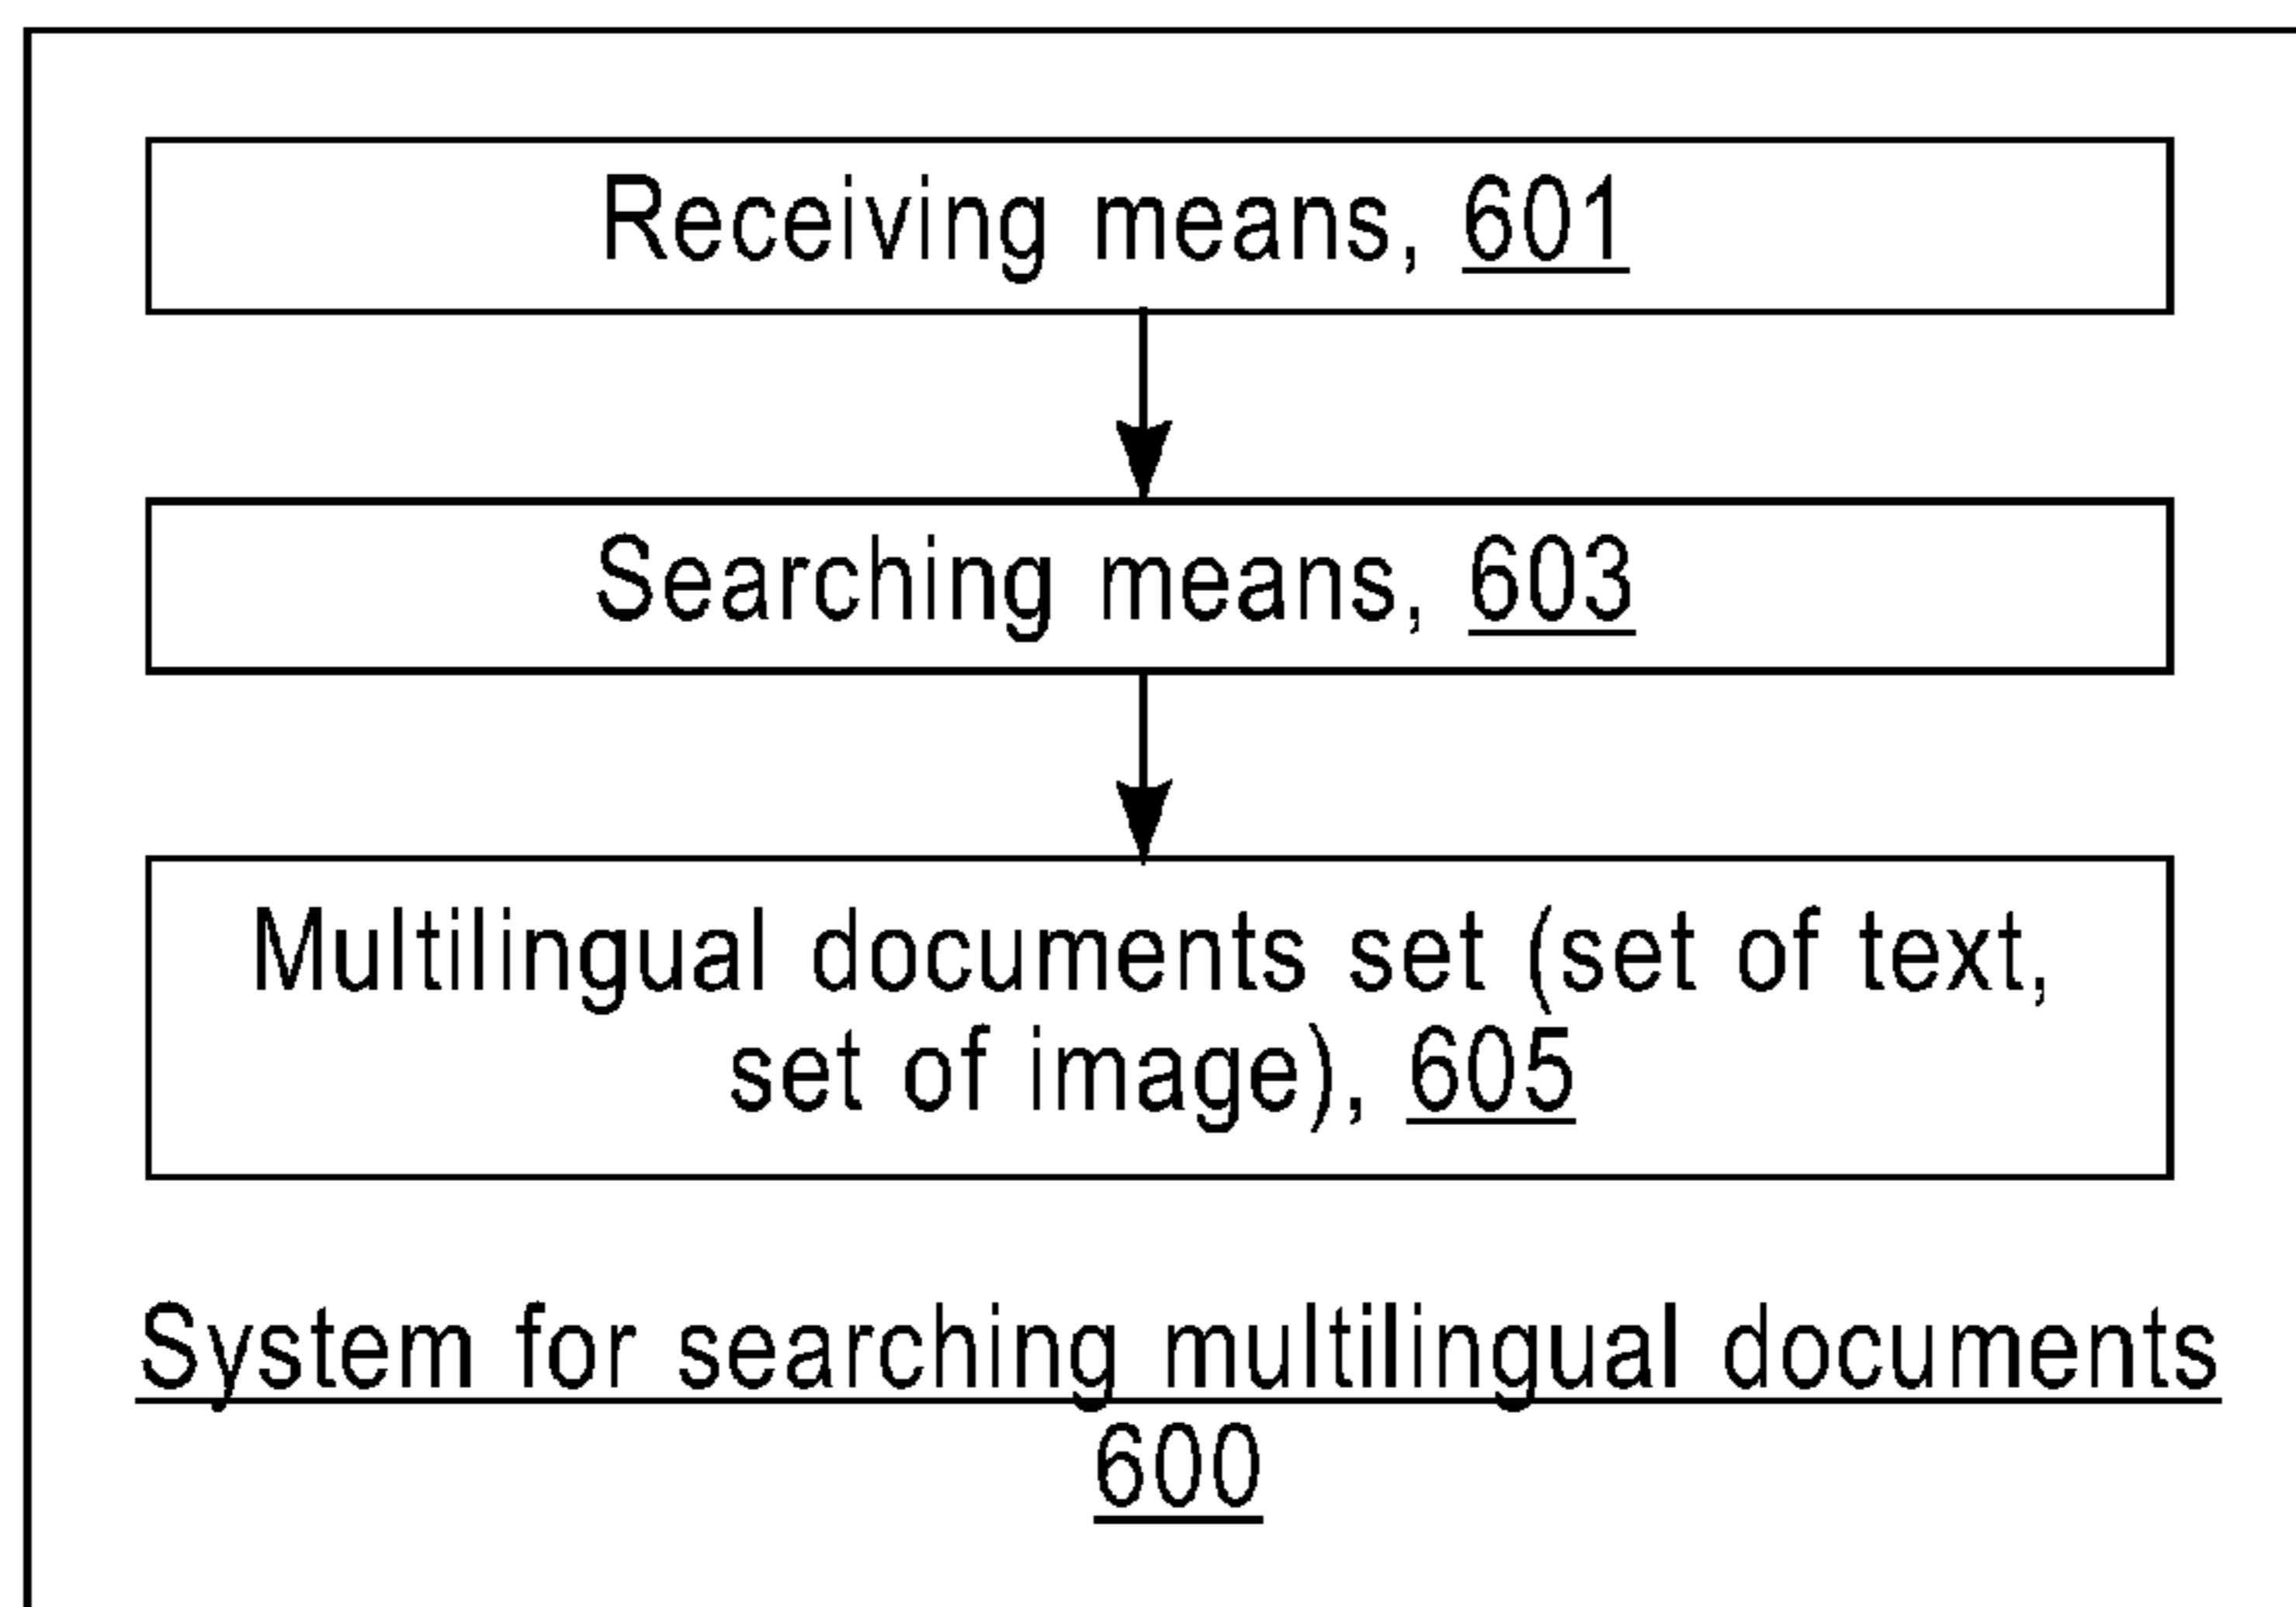 Receiving means, 601
Searching means, 603
Multilingual documents set (set of text,
set of image), 605
System for searching multilingual documents
600